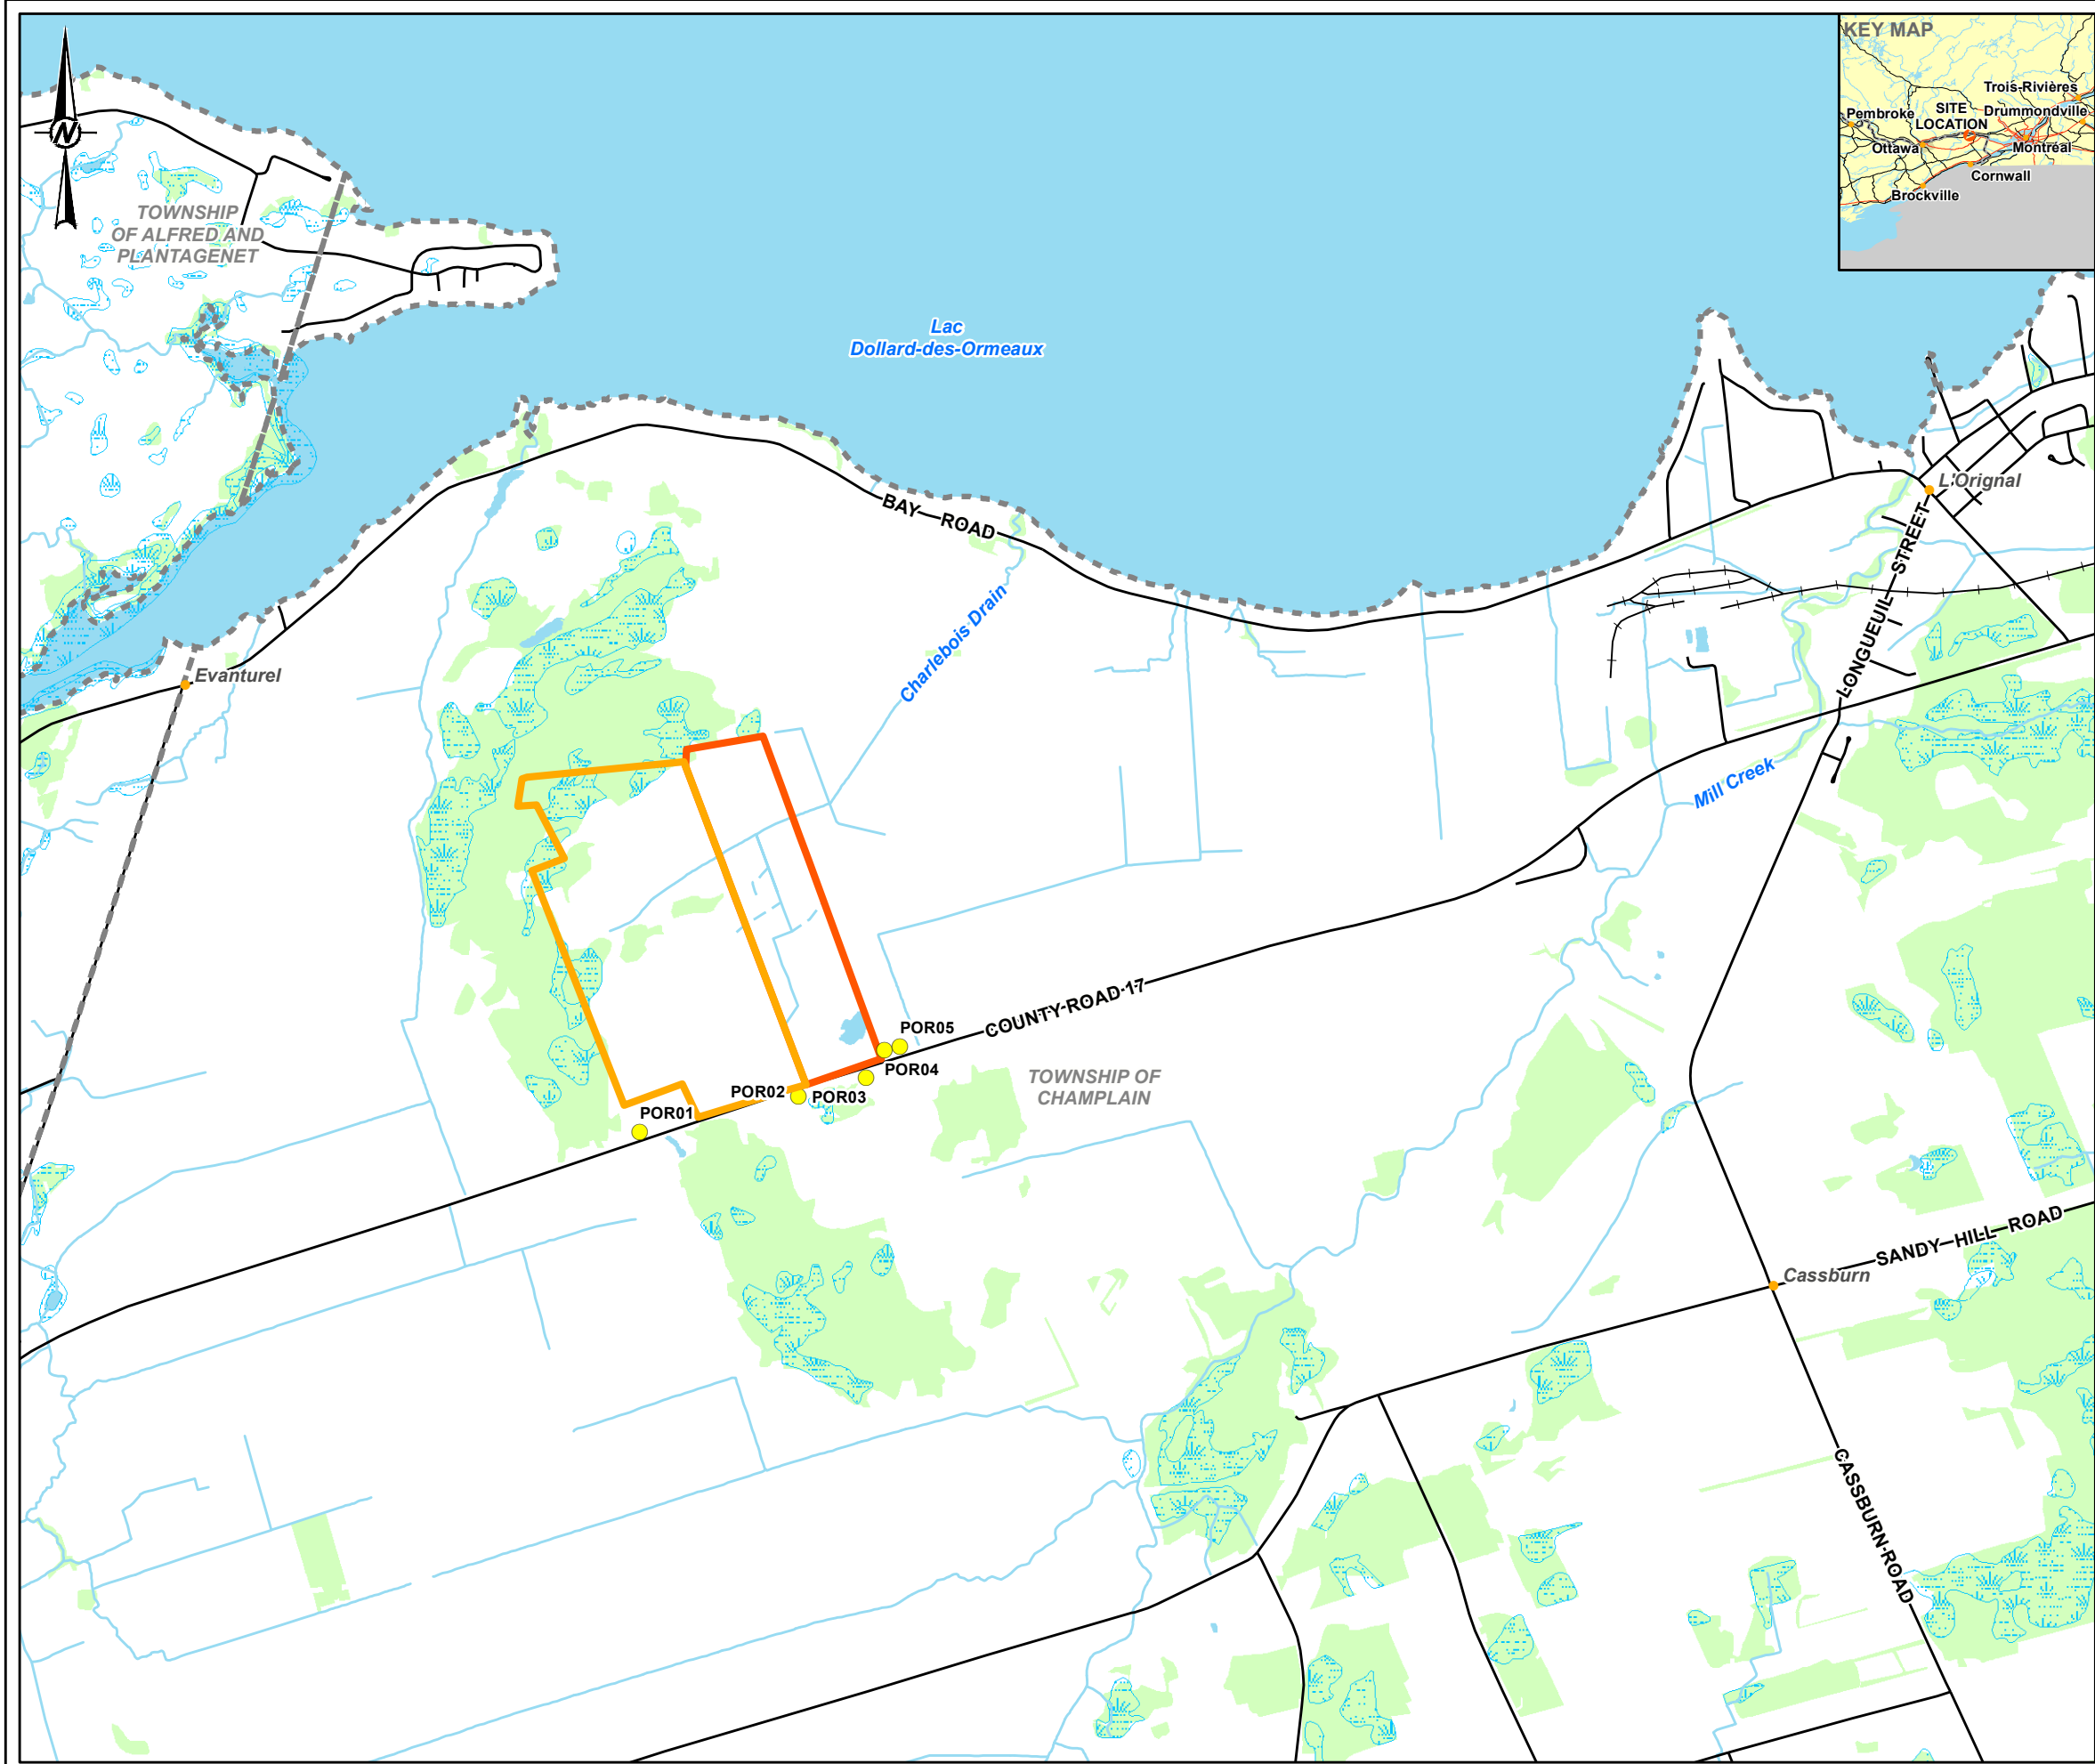 N
KEY MAP
Trois-Rivières
Pembroke
SITE
LOCATION
Drummondville
Ottawa
Montréal
Cornwall
Brockville
TOWNSHIP
OF ALFRED AND
PLANTAGENET
Lac
Dollard-des-Ormeaux
L'Orignal
BAY ROAD
LONGUEUIL STREET
Charlebois Drain
Evanturel
Mill Creek
COUNTY ROAD 17
POR05
POR04
TOWNSHIP OF
CHAMPLAIN
POR02
POR03
POR01
SANDY HILL ROAD
Cassburn
CASSBURN ROAD